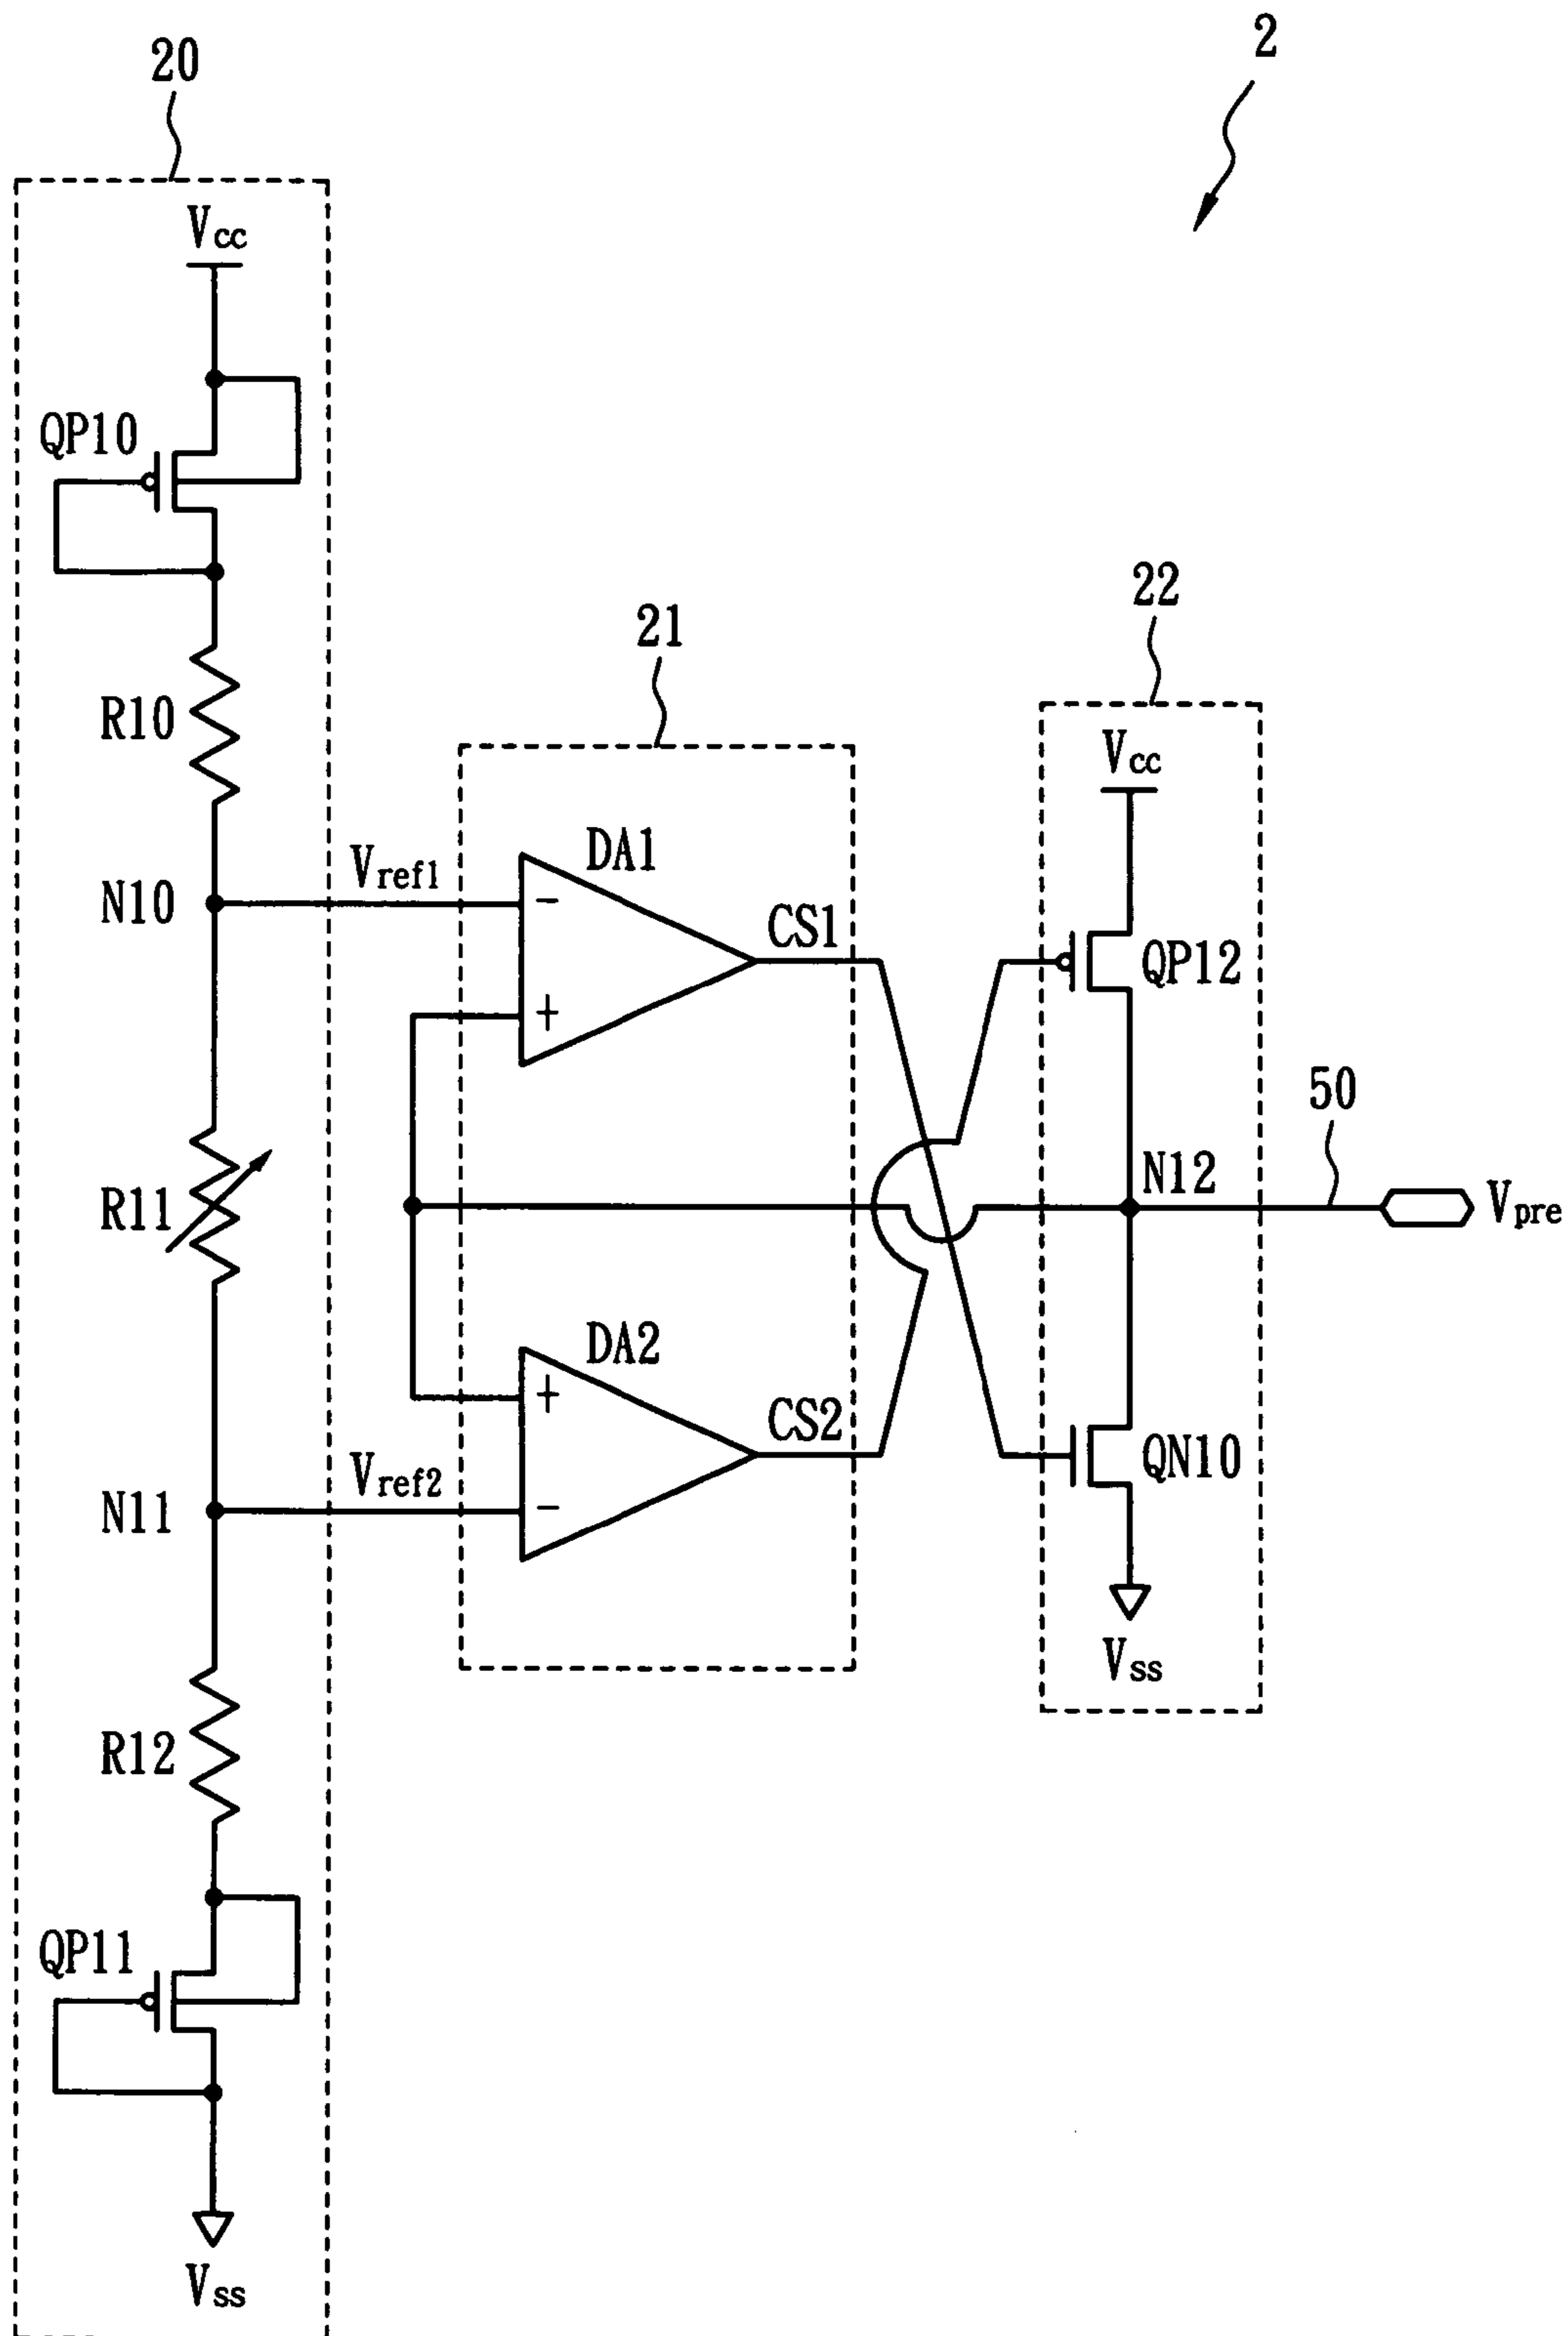 2
20
Vcc
QP10
R10
N10
Vref1
R11
N11
Vref2
R12
QP11
Vss
21
DA1
-
+
CS1
DA2
+
-
CS2
22
Vcc
QP12
N12
QN10
Vss
50
Vpre